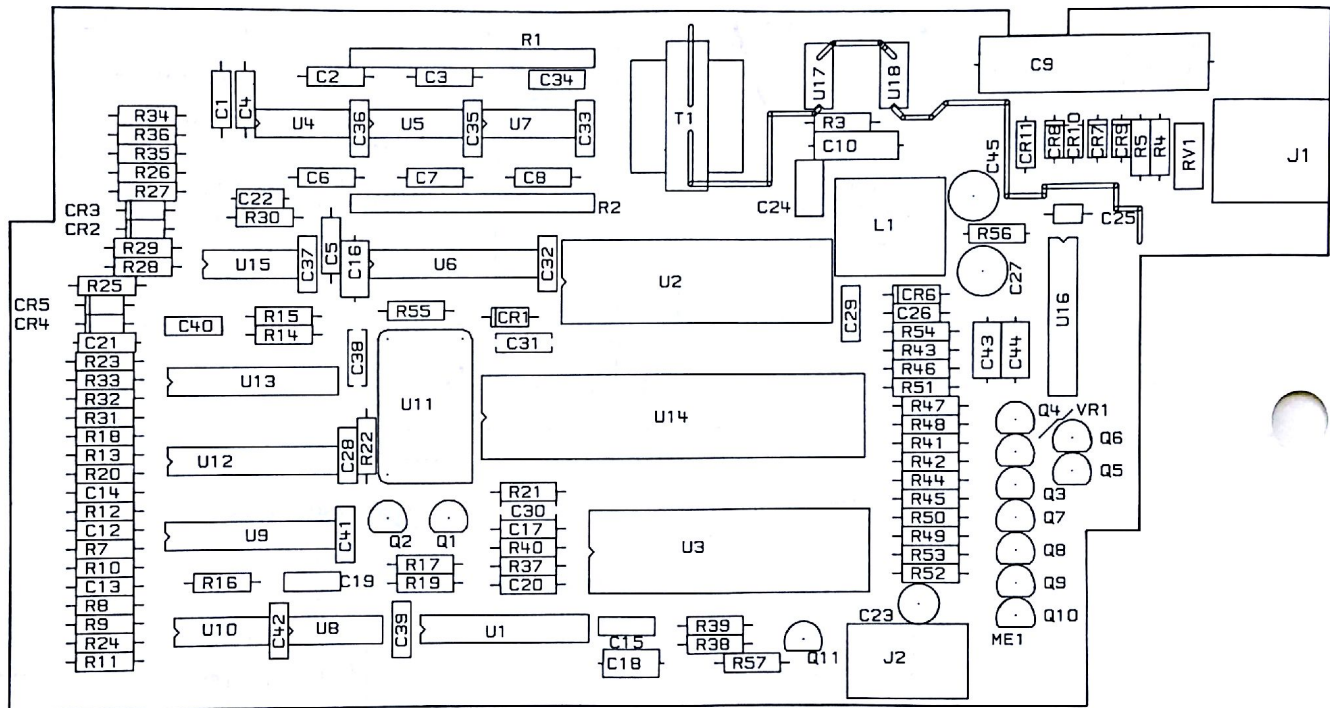 R1
C2 C3 C34
C1 C4
U4 C36 U5 C35 U7 C33
T1
U17 U18
C9
R3
C10
CR11 CR8 CR10 CR7 CR9 R5 R4 RV1
J1
R34
R36
R35
R26
R27
CR3
CR2
R29
R28
R25
CR5
CR4
C21
R23
R33
R32
R31
R18
R13
R20
C14
R12
C12
R7
R10
C13
R8
R9
R24
R11
C6 C7 C8
C22
R30
R2
C24
C45
L1
C25
R56
C27
U16
U15 C37 C5 C16 U6 C32
U2
C29
C40
R15
R14
R55
CR1
C31
C38
U13
U11
U14
U12 C28 R22
CR6
C26
R54
R43
R46
R51
R47
R48
R41
R42
R44
R45
R50
R49
R53
R52
C43 C44
Q4 VR1
Q6
Q5
Q3
Q7
Q8
Q9
Q10
ME1
U9 C41
Q2 Q1
R21
C30
C17
R40
R37
C20
U3
R16 C19
R17
R19
U10 C42 U8 C39 U1
C15
C18
R39
R38
R57
Q11
C23
J2